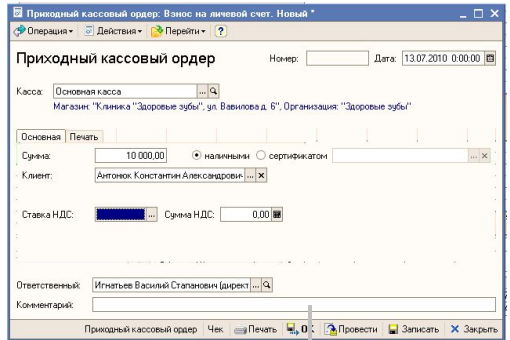 Приходный кассовый ордер: Взнос на личевой счет. Новый *
Операция Действия Перейти ?
Приходный кассовый ордер Номер: Дата: 13.07.2010 0:00:00
Касса: Основная касса ...
Магазин: "Клиника "Здоровые зубы", ул. Вавилова д. 6", Организация: "Здоровые зубы"
Основная Печать
Сумма: 10 000,00 наличными сертификатом ... ×
Клиент: Антонюк Константин Александрович ... ×
Ставка НДС: ... Сумма НДС: 0,00
Ответственный: Игнатьев Василий Стапанович (директ ...
Комментарий:
Приходный кассовый ордер Чек Печать OK Провести Записать Закрыть